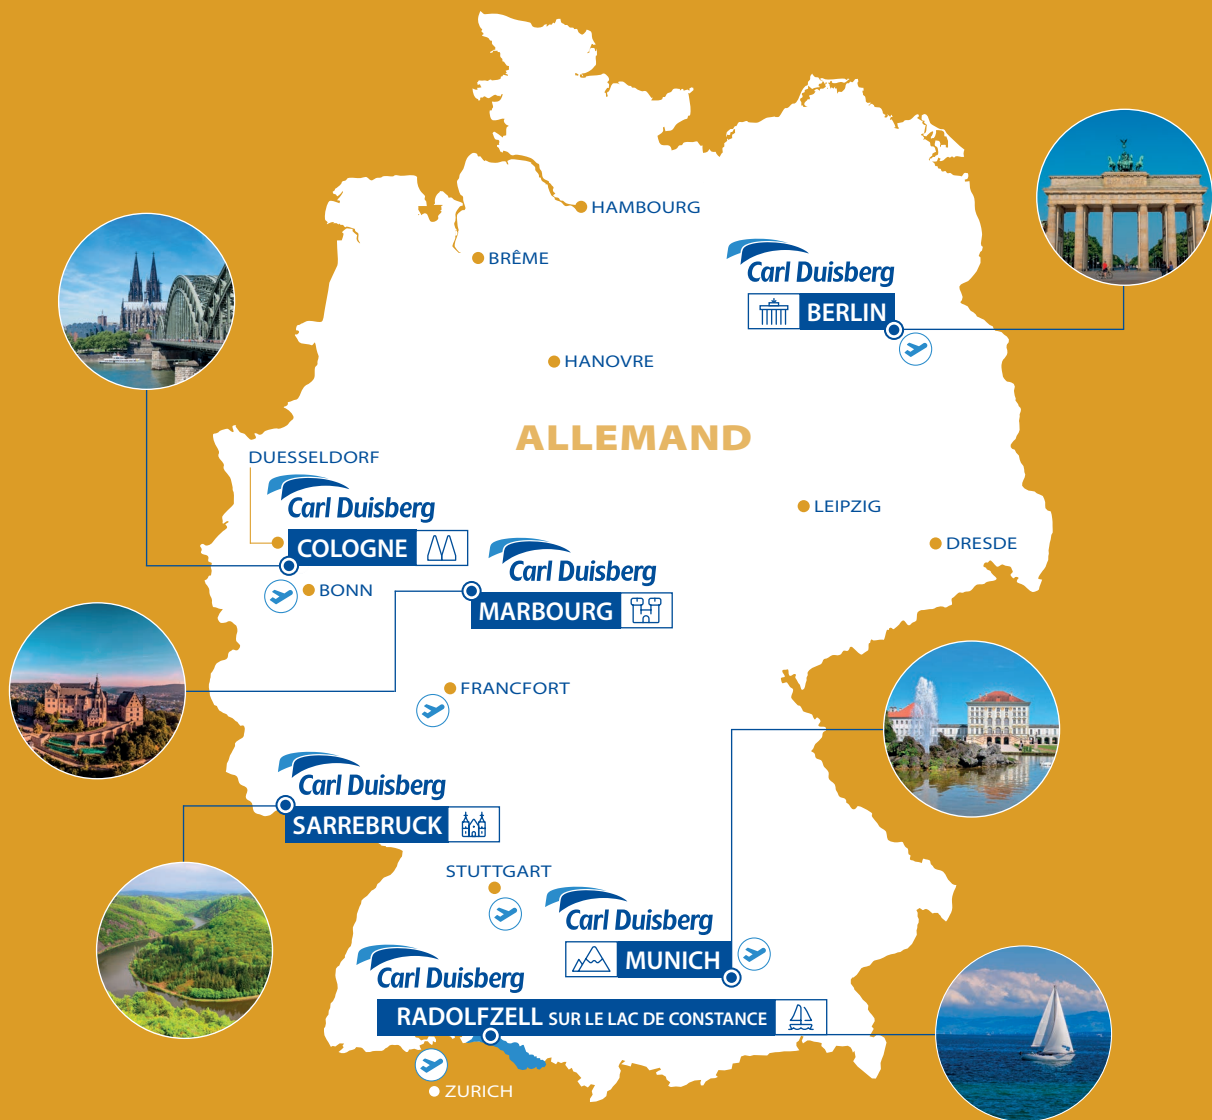 HAMBOURG
BRÊME
Carl Duisberg
BERLIN
HANOVRE
ALLEMAND
DUESSELDORF
Carl Duisberg
COLOGNE
LEIPZIG
DRESDE
BONN
Carl Duisberg
MARBOURG
FRANCFORT
Carl Duisberg
SARREBRUCK
STUTTGART
Carl Duisberg
MUNICH
Carl Duisberg
RADOLFZELL SUR LE LAC DE CONSTANCE
ZURICH